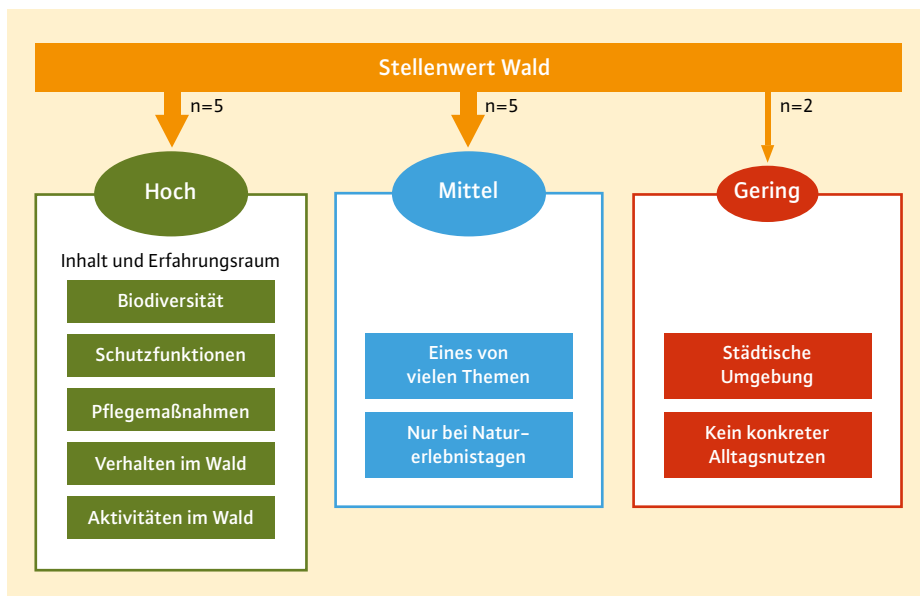 Stellenwert Wald
n=5
n=5
n=2
Hoch
Mittel
Gering
Inhalt und Erfahrungsraum
Biodiversität
Schutzfunktionen
Pflegemaßnahmen
Verhalten im Wald
Aktivitäten im Wald
Eines von
vielen Themen
Nur bei Natur-
erlebnistagen
Städtische
Umgebung
Kein konkreter
Alltagsnutzen